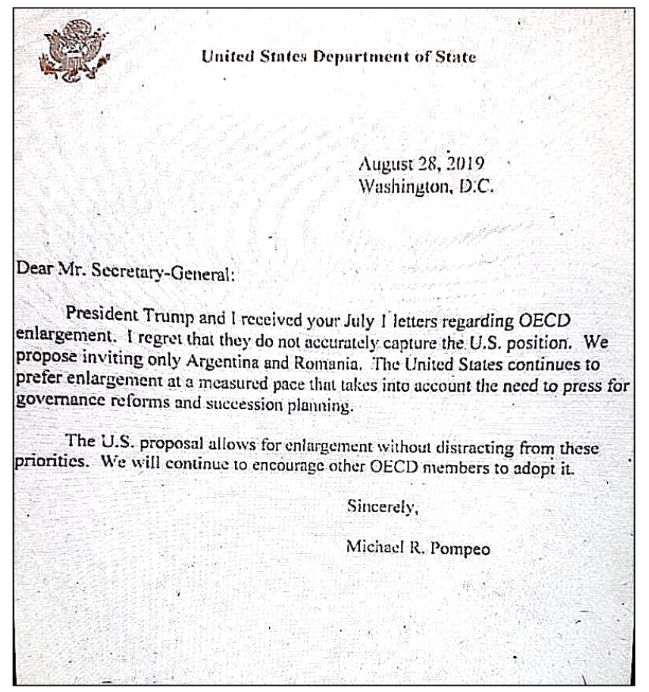 United States Department of State
August 28, 2019
Washington, D.C.
Dear Mr. Secretary-General:
President Trump and I received your July 1 letters regarding OECD
enlargement. I regret that they do not accurately capture the U.S. position. We
propose inviting only Argentina and Romania. The United States continues to
prefer enlargement at a measured pace that takes into account the need to press for
governance reforms and succession planning.
The U.S. proposal allows for enlargement without distracting from these
priorities. We will continue to encourage other OECD members to adopt it.
Sincerely,
Michael R. Pompeo